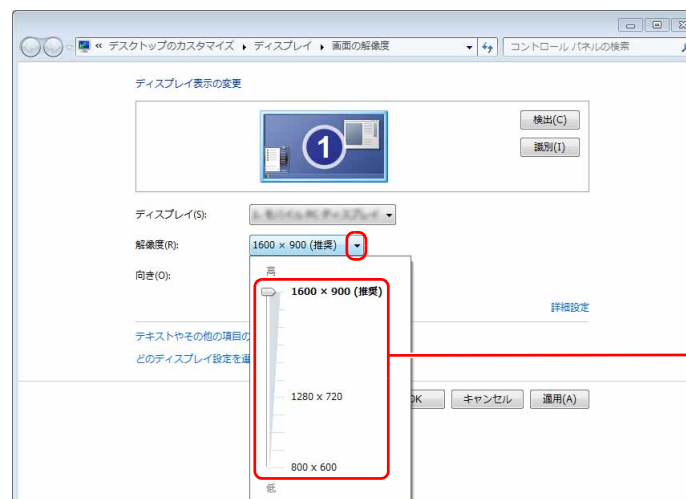 « デスクトップのカスタマイズ ▸ ディスプレイ ▸ 画面の解像度
コントロール パネルの検索
ディスプレイ表示の変更
1
検出(C)
識別(I)
ディスプレイ(S):
解像度(R):
1600 × 900 (推奨)
向き(O):
高
1600 × 900 (推奨)
詳細設定
テキストやその他の項目の
どのディスプレイ設定を選
1280 x 720
OK
キャンセル
適用(A)
800 x 600
低